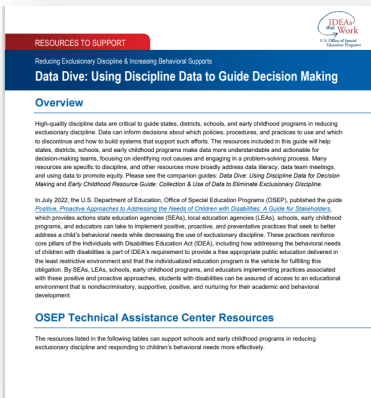 IDEAs
that Work
U.S. Office of Special
Education Programs
RESOURCES TO SUPPORT
Reducing Exclusionary Discipline & Increasing Behavioral Supports
Data Dive: Using Discipline Data to Guide Decision Making
Overview
High-quality discipline data are critical to guide states, districts, schools, and early childhood programs in reducing
exclusionary discipline. Data can inform decisions about which policies, procedures, and practices to use and which
to discontinue and how to build systems that support such efforts. The resources included in this guide will help
states, districts, schools, and early childhood programs make data more understandable and actionable for
decision-making teams, focusing on identifying root causes and engaging in a problem-solving process. Many
resources are specific to discipline, and other resources more broadly address data literacy, data team meetings,
and using data to promote equity. Please see the companion guides; Data Dive: Using Discipline Data for Decision
Making and Early Childhood Resource Guide: Collection & Use of Data to Eliminate Exclusionary Discipline.
In July 2022, the U.S. Department of Education, Office of Special Education Programs (OSEP), published the guide
Positive, Proactive Approaches to Addressing the Needs of Children with Disabilities: A Guide for Stakeholders,
which provides actions state education agencies (SEAs), local education agencies (LEAs), schools, early childhood
programs, and educators can take to implement positive, proactive, and preventative practices that seek to better
address a child's behavioral needs while decreasing the use of exclusionary discipline. These practices reinforce
core pillars of the Individuals with Disabilities Education Act (IDEA), including how addressing the behavioral needs
of children with disabilities is part of IDEA's requirement to provide a free appropriate public education delivered in
the least restrictive environment and that the individualized education program is the vehicle for fulfilling this
obligation. By SEAs, LEAs, schools, early childhood programs, and educators implementing practices associated
with these positive and proactive approaches, students with disabilities can be assured of access to an educational
environment that is nondiscriminatory, supportive, positive, and nurturing for their academic and behavioral
development.
OSEP Technical Assistance Center Resources
The resources listed in the following tables can support schools and early childhood programs in reducing
exclusionary discipline and responding to children's behavioral needs more effectively.